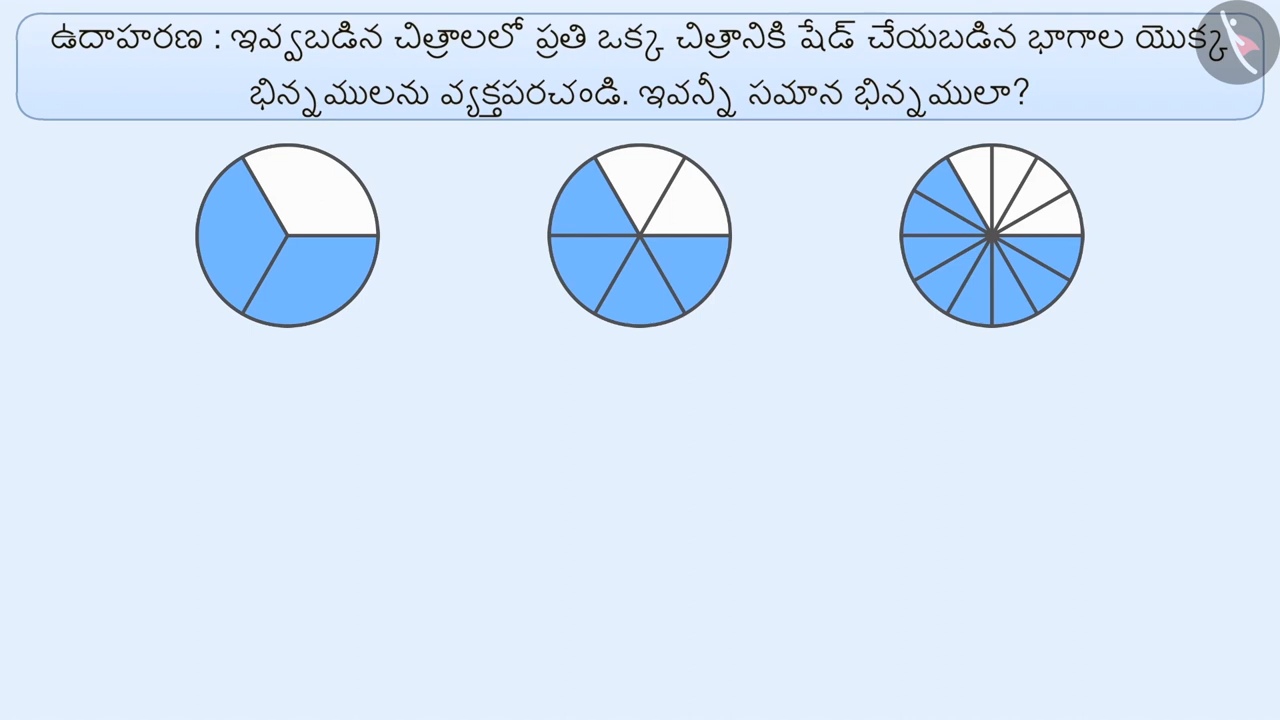 ఉదాహరణ : ఇవ్వబడిన చిత్రాలలో ప్రతి ఒక్క చిత్రానికి షేడ్ చేయబడిన భాగాల యొక్క
భిన్నములను వ్యక్తపరచండి. ఇవన్నీ సమాన భిన్నములా?